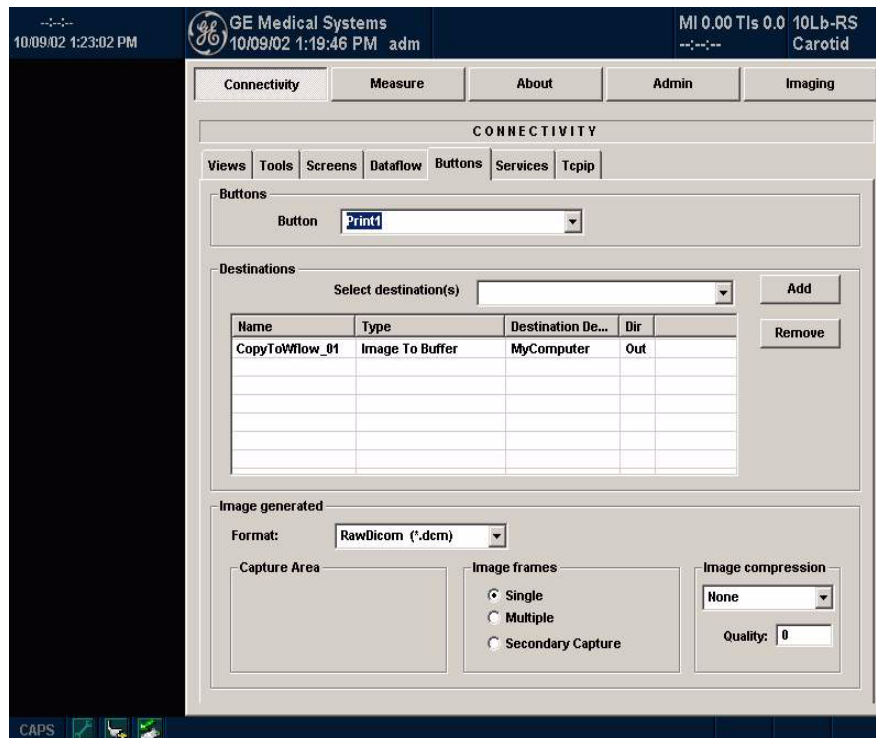 --:--:--
10/09/02 1:23:02 PM
GE Medical Systems
10/09/02 1:19:46 PM adm
MI 0.00 TIs 0.0 10Lb-RS
--:--:-- Carotid
Connectivity Measure About Admin Imaging
CONNECTIVITY
Views Tools Screens Dataflow Buttons Services Tcpip
Buttons
Button Print1
Destinations
Select destination(s)
Add
Name Type Destination De... Dir
Remove
CopyToWflow_01 Image To Buffer MyComputer Out
Image generated
Format: RawDicom (*.dcm)
Capture Area
Image frames
Single
Multiple
Secondary Capture
Image compression
None
Quality: 0
CAPS